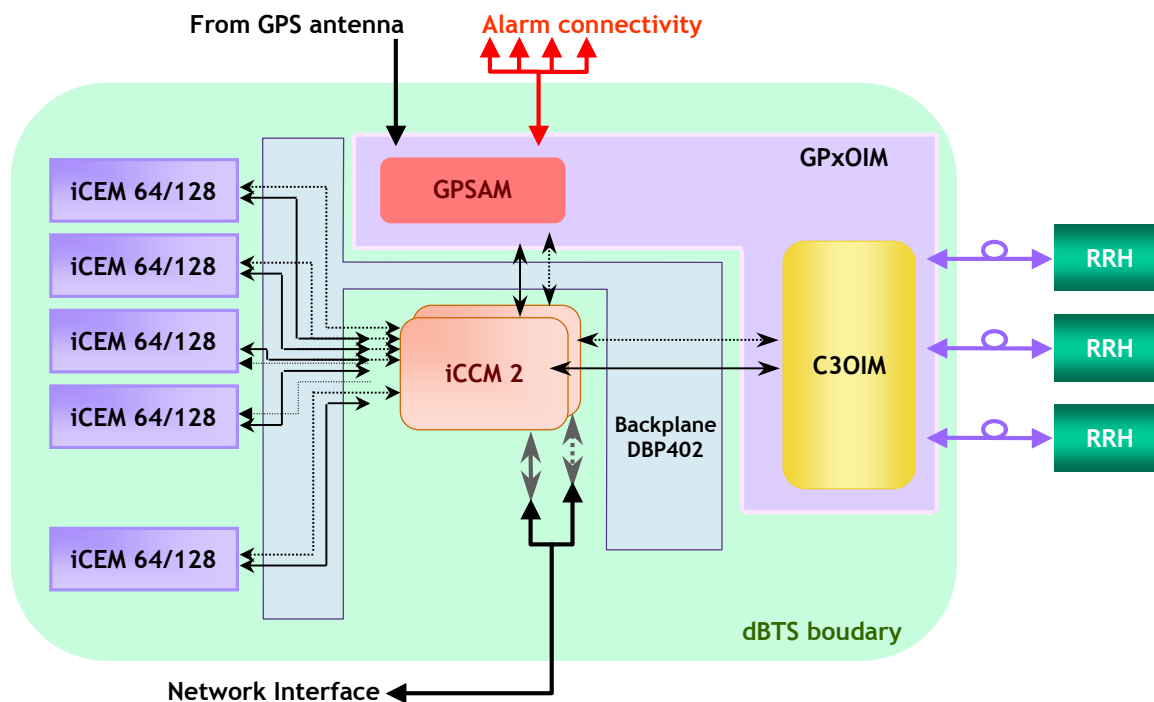 From GPS antenna
Alarm connectivity
GPxOIM
iCEM 64/128
GPSAM
iCEM 64/128
RRH
iCEM 64/128
RRH
iCCM 2
C3OIM
iCEM 64/128
Backplane
DBP402
RRH
iCEM 64/128
dBTS boudary
Network Interface